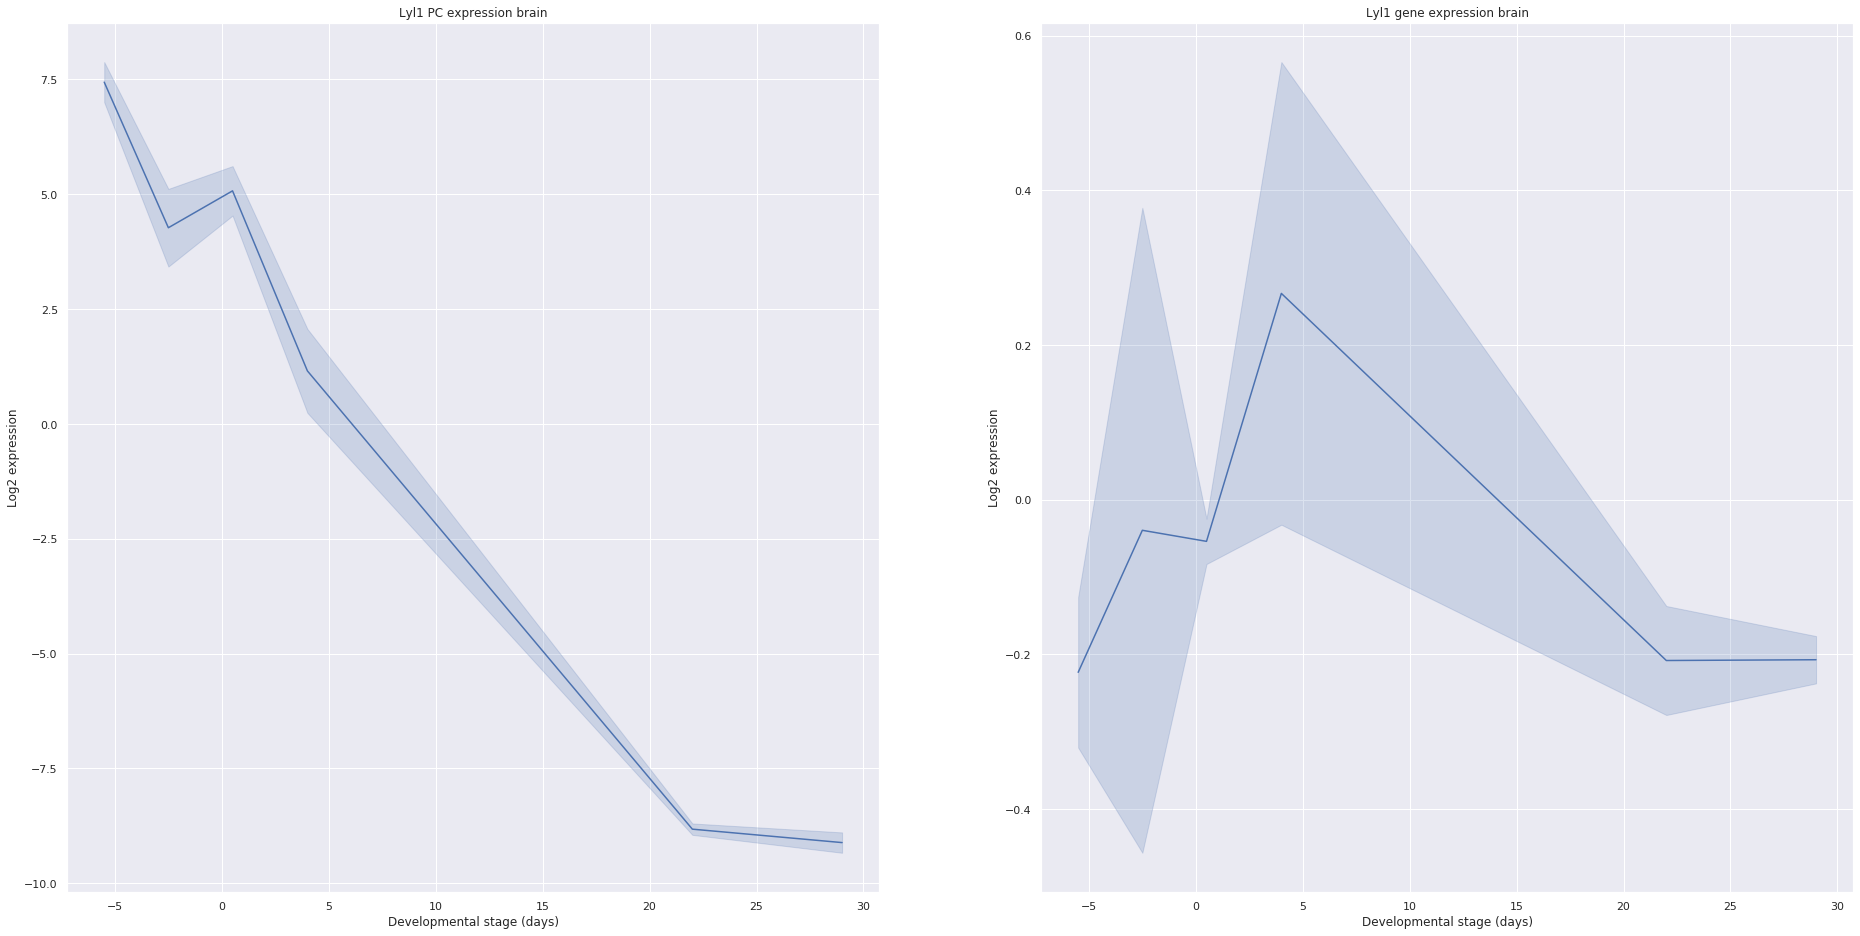 Lyl1 PC expression brain
7.5
5.0
2.5
0.0
−2.5
−5.0
−7.5
−10.0
Log2 expression
−5 0 5 10 15 20 25 30
Developmental stage (days)
Lyl1 gene expression brain
0.6
0.4
0.2
0.0
−0.2
−0.4
Log2 expression
−5 0 5 10 15 20 25 30
Developmental stage (days)